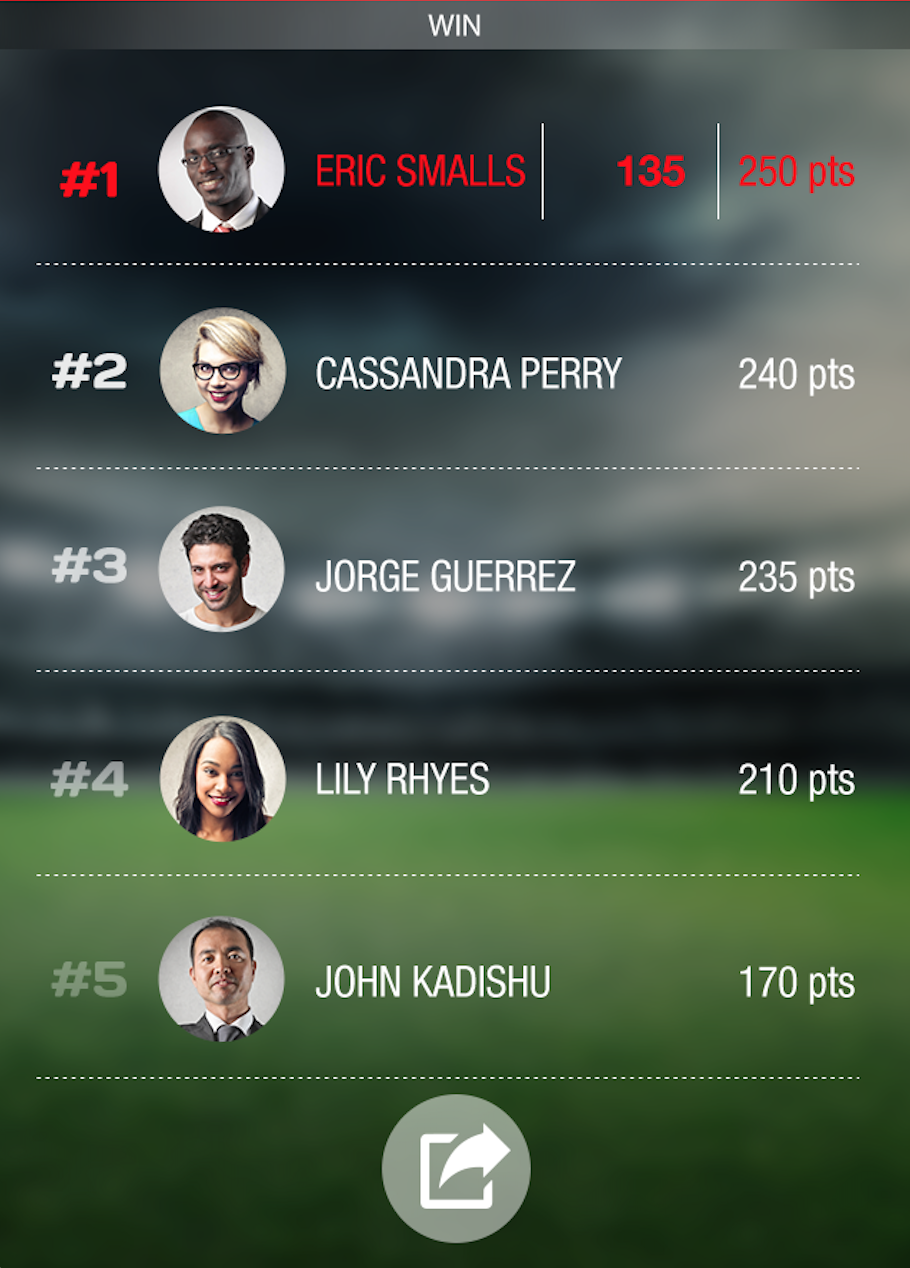 WIN
#1 ERIC SMALLS 135 250 pts
#2 CASSANDRA PERRY 240 pts
#3 JORGE GUERREZ 235 pts
#4 LILY RHYES 210 pts
#5 JOHN KADISHU 170 pts